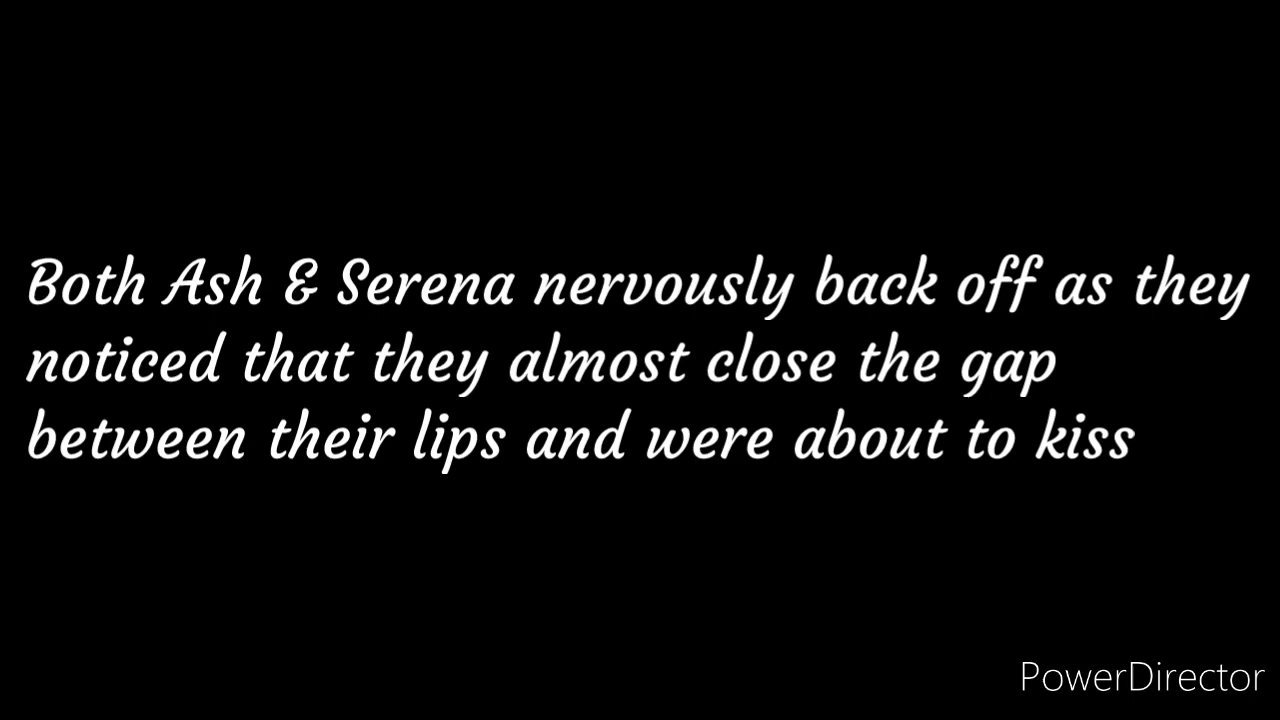 Both Ash & Serena nervously back off as they
noticed that they almost close the gap
between their lips and were about to kiss
PowerDirector